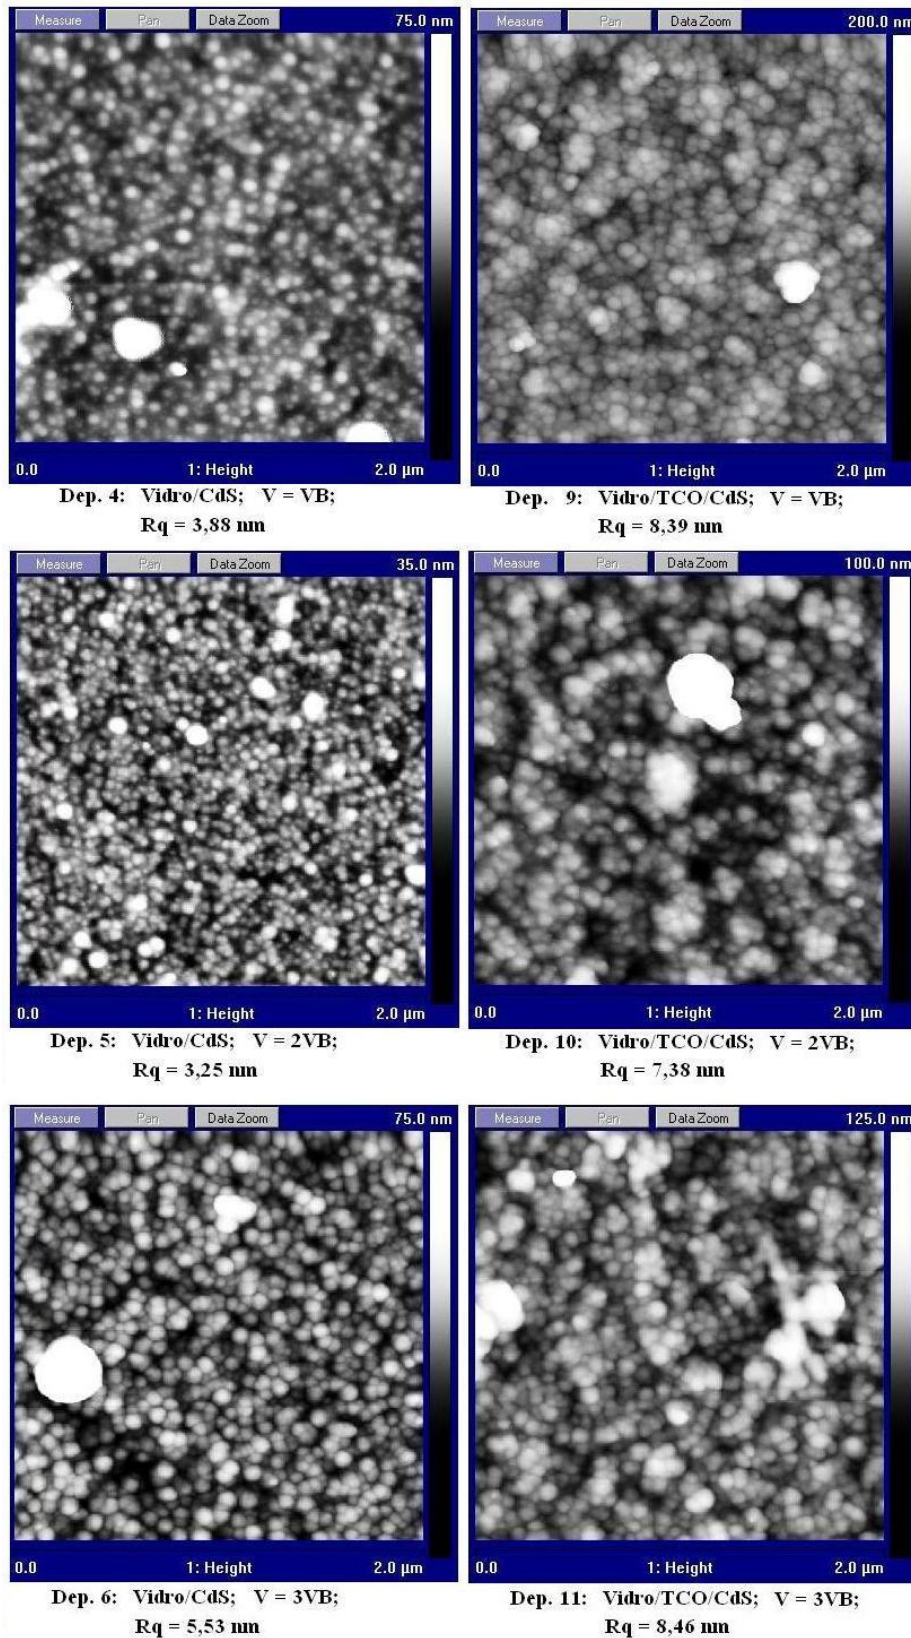 Measure Pan Data Zoom 75.0 nm
0.0 1: Height 2.0 µm
Dep. 4: Vidro/CdS; V = VB;
Rq = 3,88 nm
Measure Pan Data Zoom 200.0 nm
0.0 1: Height 2.0 µm
Dep. 9: Vidro/TCO/CdS; V = VB;
Rq = 8,39 nm
Measure Pan Data Zoom 35.0 nm
0.0 1: Height 2.0 µm
Dep. 5: Vidro/CdS; V = 2VB;
Rq = 3,25 nm
Measure Pan Data Zoom 100.0 nm
0.0 1: Height 2.0 µm
Dep. 10: Vidro/TCO/CdS; V = 2VB;
Rq = 7,38 nm
Measure Pan Data Zoom 75.0 nm
0.0 1: Height 2.0 µm
Dep. 6: Vidro/CdS; V = 3VB;
Rq = 5,53 nm
Measure Pan Data Zoom 125.0 nm
0.0 1: Height 2.0 µm
Dep. 11: Vidro/TCO/CdS; V = 3VB;
Rq = 8,46 nm